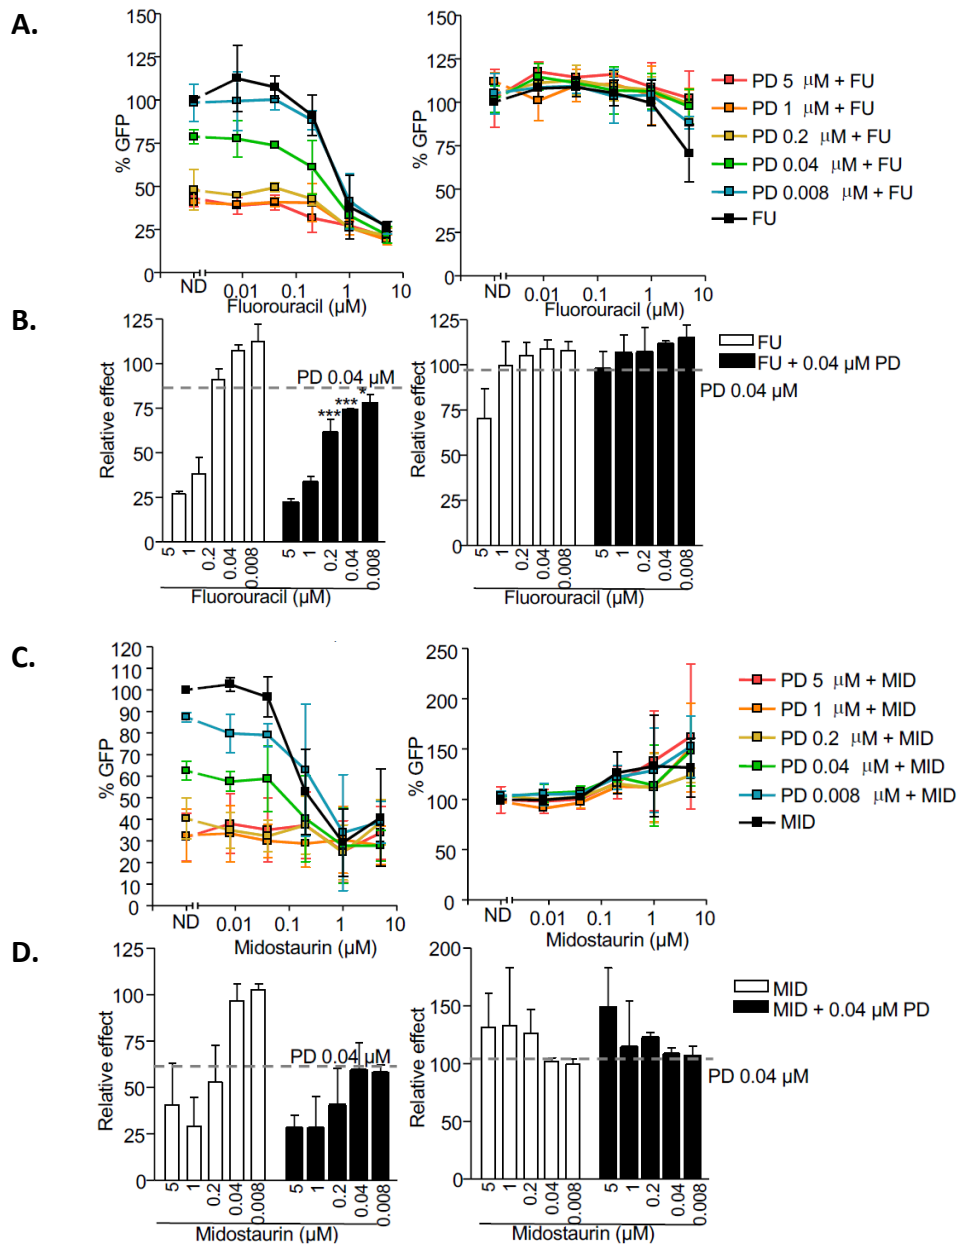 A.
150
125
100
75
50
25
0
% GFP
ND
0.01
0.1
1
10
Fluorouracil (µM)
150
125
100
75
50
25
0
% GFP
ND
0.01
0.1
1
10
Fluorouracil (µM)
PD 5 µM + FU
PD 1 µM + FU
PD 0.2 µM + FU
PD 0.04 µM + FU
PD 0.008 µM + FU
FU
B.
125
100
75
50
25
0
Relative effect
PD 0.04 µM
***
***
*
5
1
0.2
0.04
0.008
5
1
0.2
0.04
0.008
Fluorouracil (µM)
125
100
75
50
25
0
Relative effect
5
1
0.2
0.04
0.008
5
1
0.2
0.04
0.008
Fluorouracil (µM)
FU
FU + 0.04 µM PD
PD 0.04 µM
C.
120
110
100
90
80
70
60
50
40
30
20
10
0
% GFP
ND
0.01
0.1
1
10
Midostaurin (µM)
250
200
150
100
50
0
% GFP
ND
0.01
0.1
1
10
Midostaurin (µM)
PD 5 µM + MID
PD 1 µM + MID
PD 0.2 µM + MID
PD 0.04 µM + MID
PD 0.008 µM + MID
MID
D.
125
100
75
50
25
0
Relative effect
PD 0.04 µM
5
1
0.2
0.04
0.008
5
1
0.2
0.04
0.008
Midostaurin (µM)
200
150
100
50
0
Relative effect
5
1
0.2
0.04
0.008
5
1
0.2
0.04
0.008
Midostaurin (µM)
MID
MID + 0.04 µM PD
PD 0.04 µM